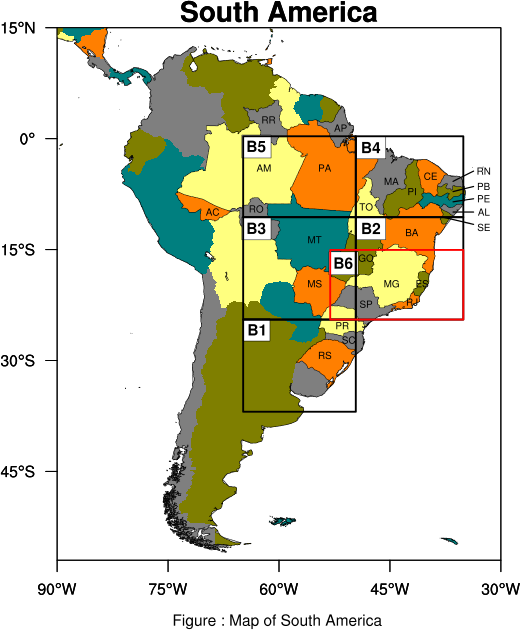 South America
15°N
0°
15°S
30°S
45°S
90°W 75°W 60°W 45°W 30°W
B5 B4
B3 B2
B6
B1
RR AP
AM PA MA CE RN
PI PB
TO PE
AC RO AL
BA SE
MT
GO
MS MG ES
SP RJ
PR
SC
RS
Figure : Map of South America